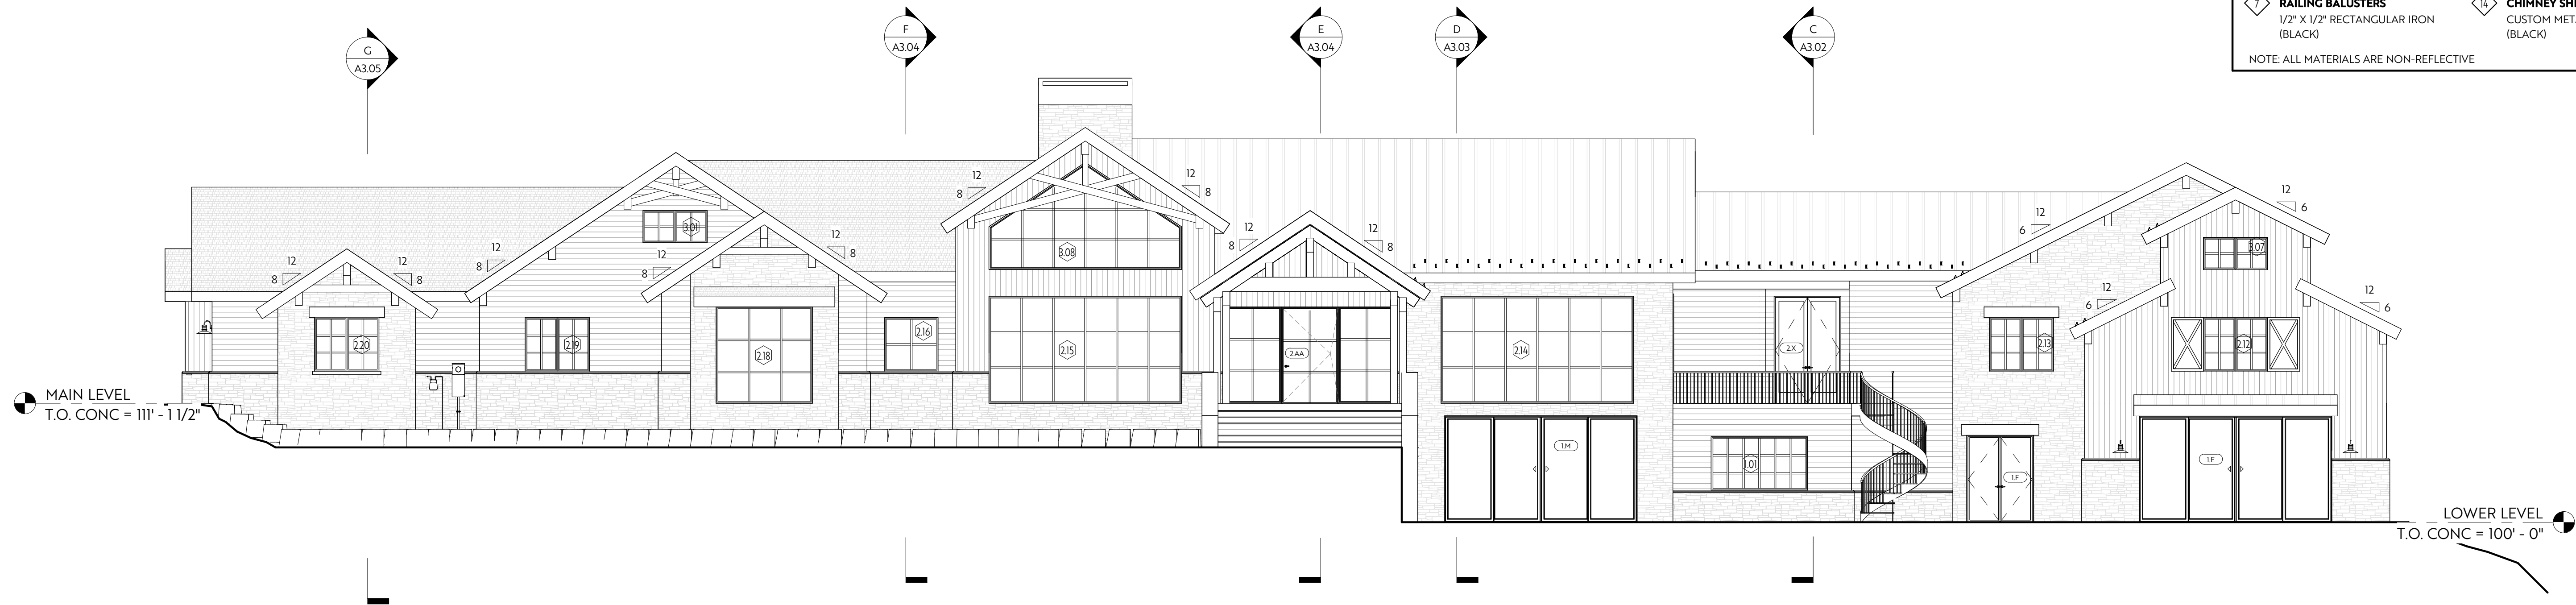 7 RAILING BALUSTERS
1/2" X 1/2" RECTANGULAR IRON
(BLACK)
14
CUSTOM
(BLACK)
NOTE: ALL MATERIALS ARE NON-REFLECTIVE
G
A3.05
F
A3.04
E
A3.04
D
A3.03
C
A3.02
12
8
12
8
12
8
12
8
12
8
12
8
12
8
12
8
12
8
12
6
12
6
12
6
12
6
3.01
3.08
3.07
2.20
2.19
2.18
2.16
2.15
2.AA
2.14
2.X
2.13
2.12
1.M
1.01
1.F
1.E
MAIN LEVEL
T.O. CONC = 111' - 1 1/2"
LOWER LEVEL
T.O. CONC = 100' - 0"